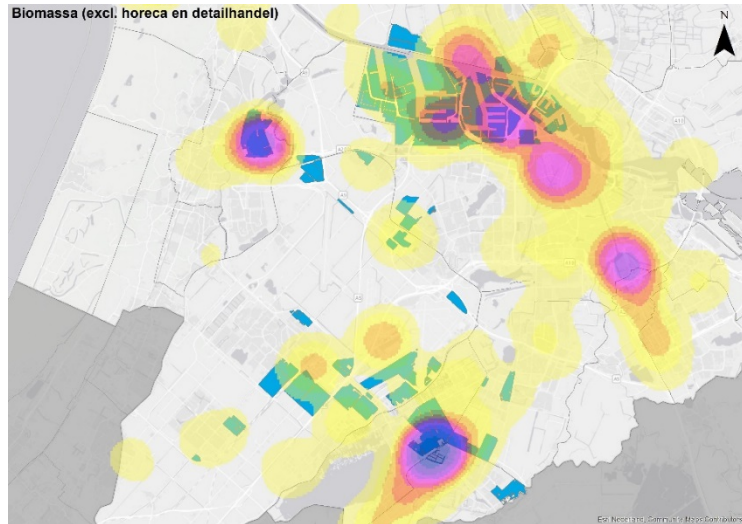 Biomassa (excl. horeca en detailhandel)
N
Esri Nederland, Community Maps Contributors